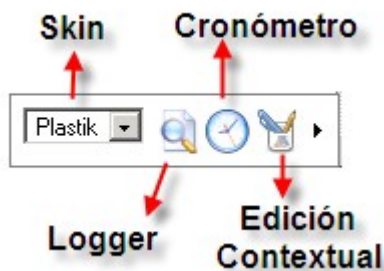 Skin
Cronómetro
Plastik
Logger
Edición
Contextual